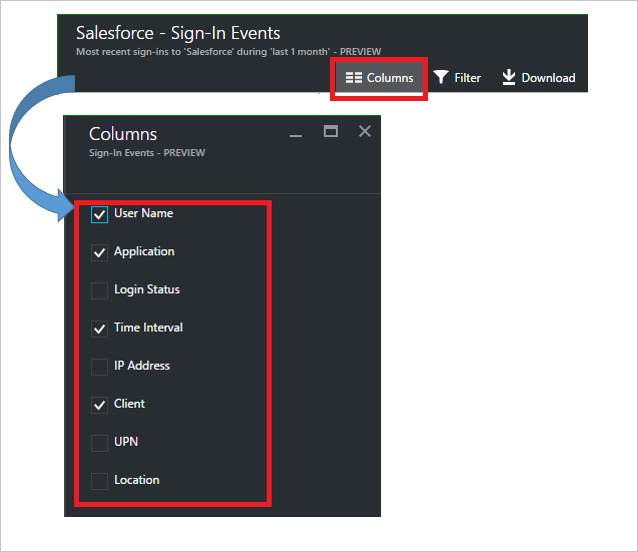 Salesforce - Sign-In Events
Most recent sign-ins to 'Salesforce' during 'last 1 month' - PREVIEW
Columns Filter Download
Columns
Sign-In Events - PREVIEW
User Name
Application
Login Status
Time Interval
IP Address
Client
UPN
Location